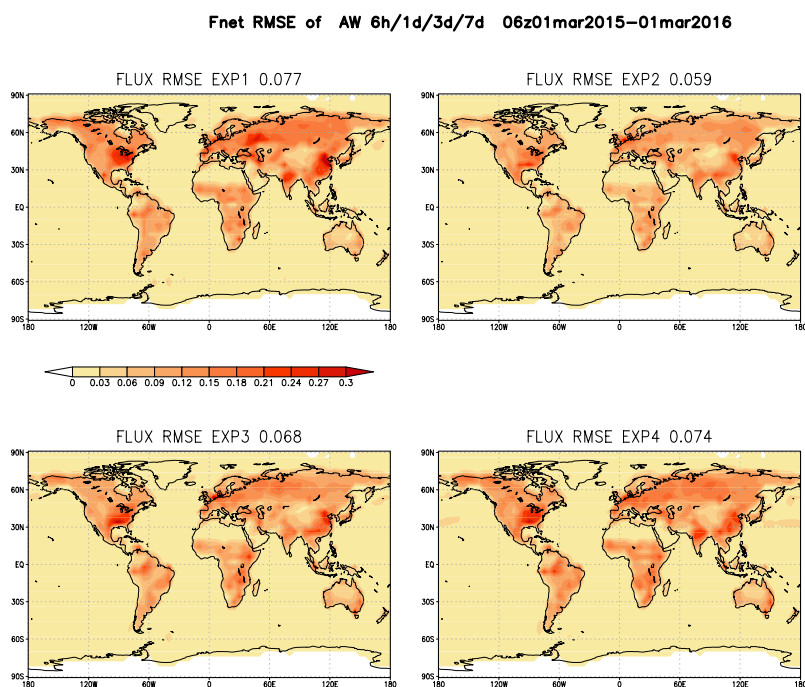 Fnet RMSE of AW 6h/1d/3d/7d 06z01mar2015–01mar2016
FLUX RMSE EXP1 0.077
90N
60N
30N
EQ
30S
60S
90S
180 120W 60W 0 60E 120E 180
FLUX RMSE EXP2 0.059
90N
60N
30N
EQ
30S
60S
90S
180 120W 60W 0 60E 120E 180
0 0.03 0.06 0.09 0.12 0.15 0.18 0.21 0.24 0.27 0.3
FLUX RMSE EXP3 0.068
90N
60N
30N
EQ
30S
60S
90S
180 120W 60W 0 60E 120E 180
FLUX RMSE EXP4 0.074
90N
60N
30N
EQ
30S
60S
90S
180 120W 60W 0 60E 120E 180